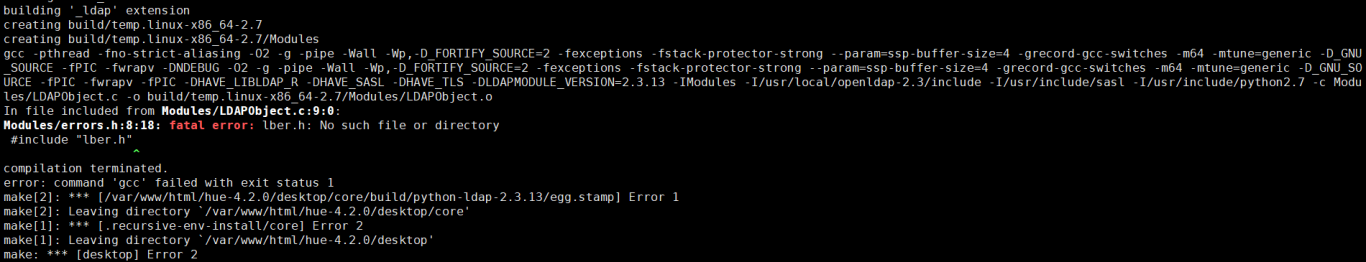 building '_ldap' extension
creating build/temp.linux-x86_64-2.7
creating build/temp.linux-x86_64-2.7/Modules
gcc -pthread -fno-strict-aliasing -O2 -g -pipe -Wall -Wp,-D_FORTIFY_SOURCE=2 -fexceptions -fstack-protector-strong --param=ssp-buffer-size=4 -grecord-gcc-switches -m64 -mtune=generic -D_GNU
_SOURCE -fPIC -fwrapv -DNDEBUG -O2 -g -pipe -Wall -Wp,-D_FORTIFY_SOURCE=2 -fexceptions -fstack-protector-strong --param=ssp-buffer-size=4 -grecord-gcc-switches -m64 -mtune=generic -D_GNU_SO
URCE -fPIC -fwrapv -fPIC -DHAVE_LIBLDAP_R -DHAVE_SASL -DHAVE_TLS -DLDAPMODULE_VERSION=2.3.13 -IModules -I/usr/local/openldap-2.3/include -I/usr/include/sasl -I/usr/include/python2.7 -c Modu
les/LDAPObject.c -o build/temp.linux-x86_64-2.7/Modules/LDAPObject.o
In file included from Modules/LDAPObject.c:9:0:
Modules/errors.h:8:18: fatal error: lber.h: No such file or directory
#include "lber.h"
^
compilation terminated.
error: command 'gcc' failed with exit status 1
make[2]: *** [/var/www/html/hue-4.2.0/desktop/core/build/python-ldap-2.3.13/egg.stamp] Error 1
make[2]: Leaving directory `/var/www/html/hue-4.2.0/desktop/core'
make[1]: *** [.recursive-env-install/core] Error 2
make[1]: Leaving directory `/var/www/html/hue-4.2.0/desktop'
make: *** [desktop] Error 2